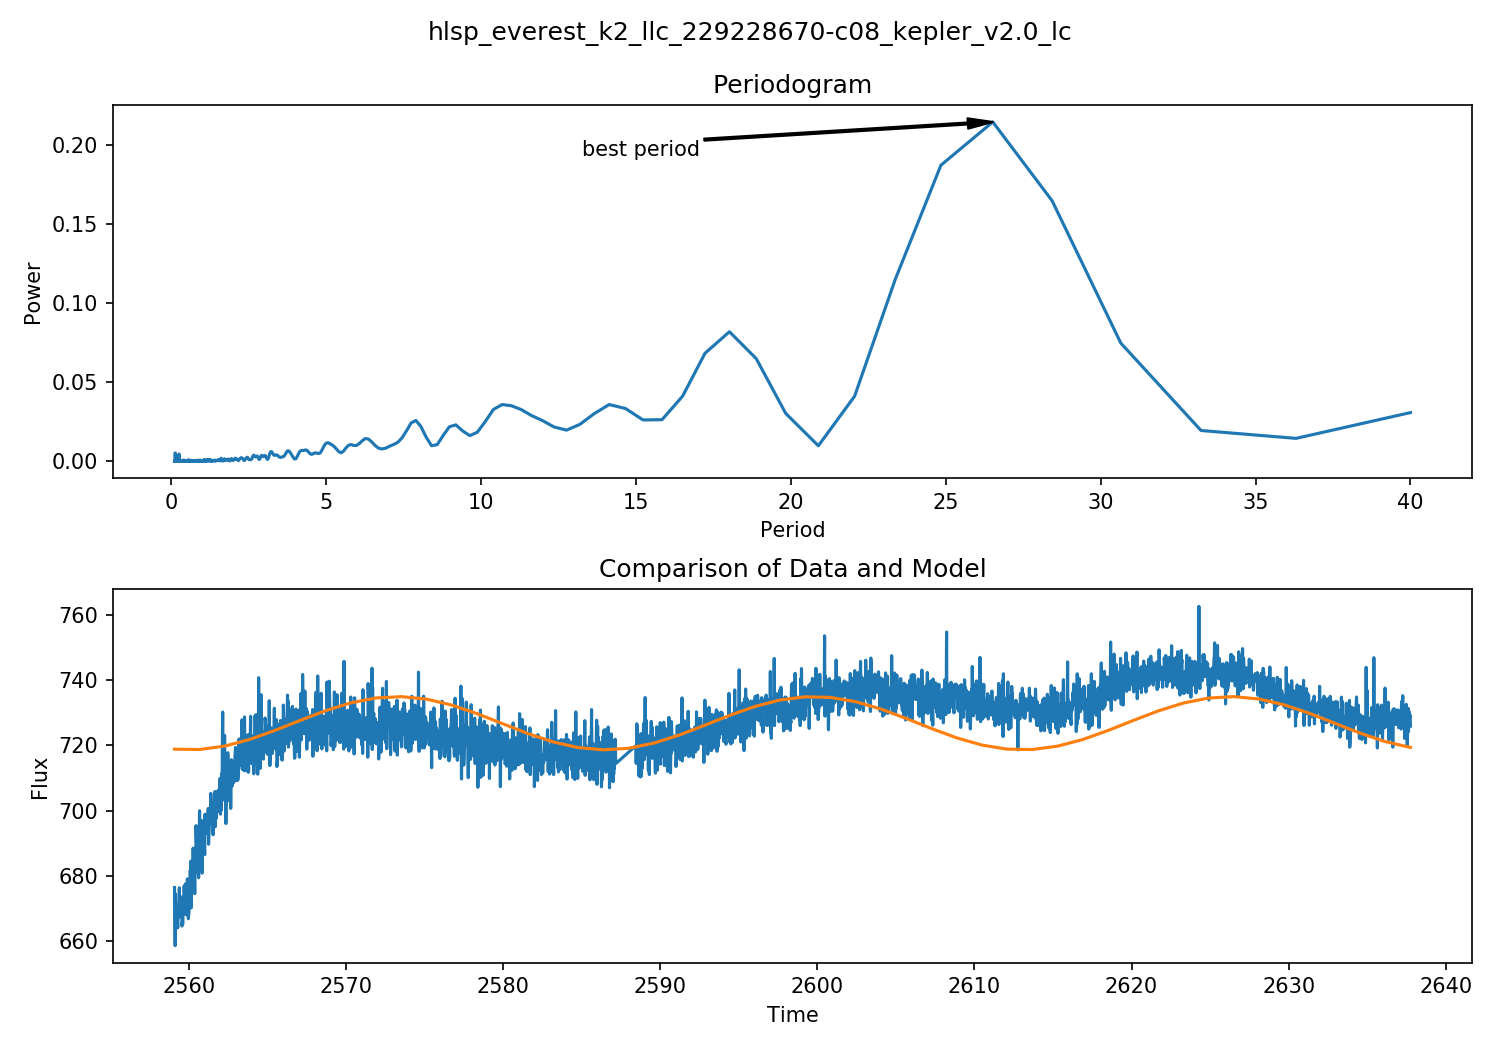 hlsp_everest_k2_llc_229228670-c08_kepler_v2.0_lc
Periodogram
best period
0.20
0.15
0.10
0.05
0.00
Power
0 5 10 15 20 25 30 35 40
Period
Comparison of Data and Model
760
740
720
700
680
660
Flux
2560 2570 2580 2590 2600 2610 2620 2630 2640
Time